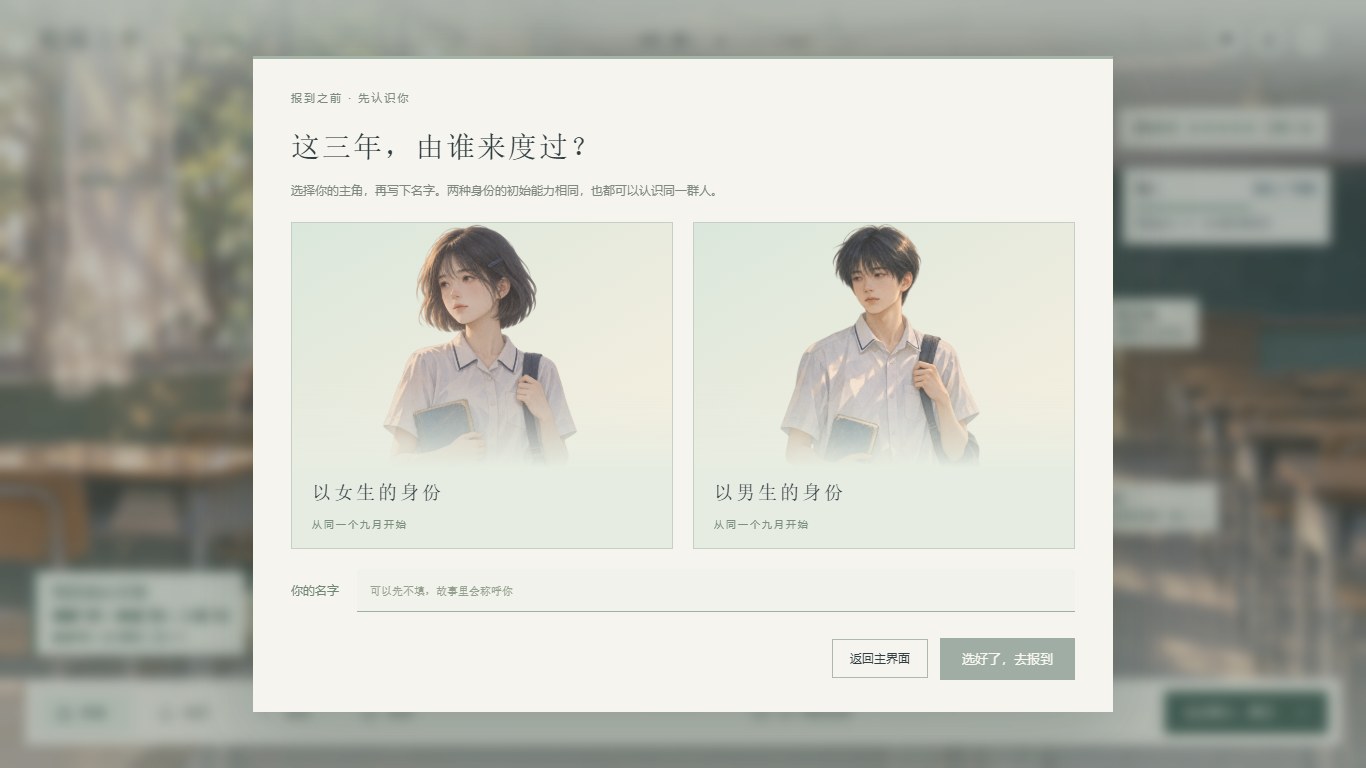 报到之前 · 先认识你
这三年，由谁来度过？
选择你的主角，再写下名字。两种身份的初始能力相同，也都可以认识同一群人。
以女生的身份
从同一个九月开始
以男生的身份
从同一个九月开始
你的名字
可以先不填，故事里会称呼你
返回主界面
选好了，去报到